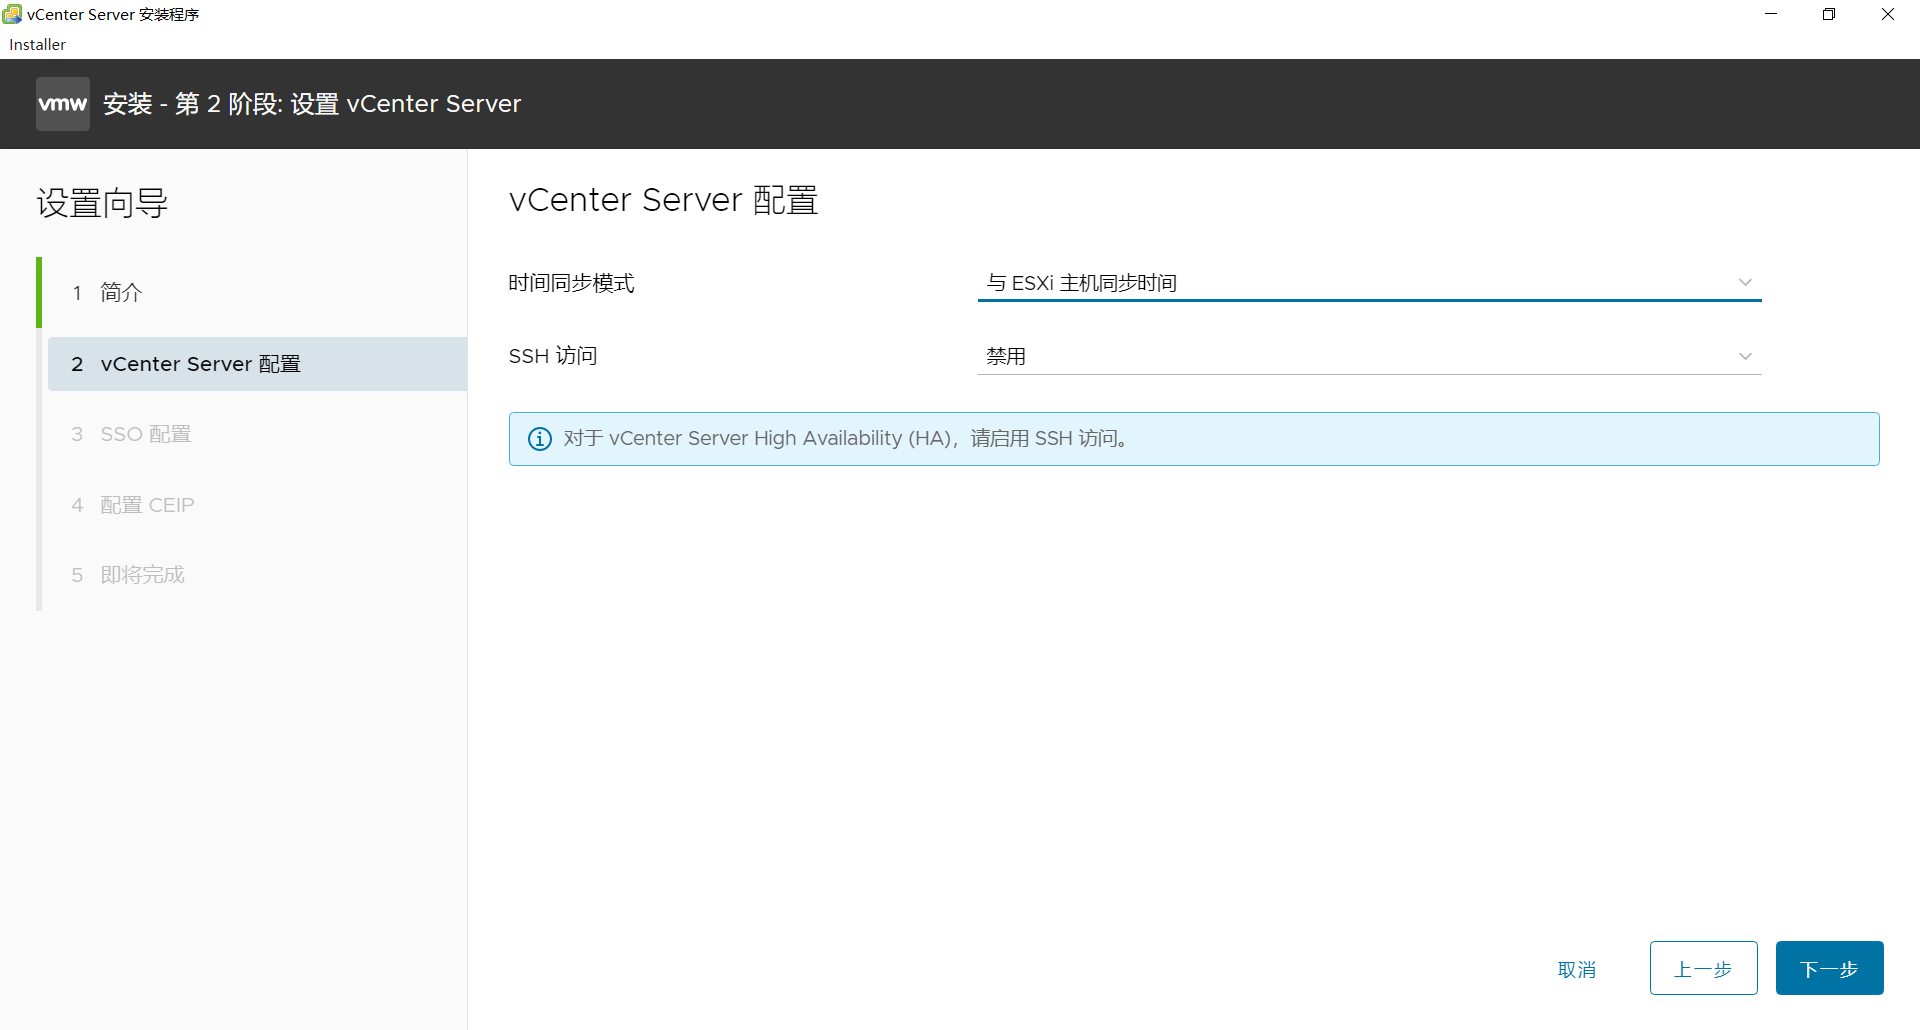 vCenter Server 安装程序
Installer
vmw 安装 - 第 2 阶段: 设置 vCenter Server
设置向导
1 简介
2 vCenter Server 配置
3 SSO 配置
4 配置 CEIP
5 即将完成
vCenter Server 配置
时间同步模式 与 ESXi 主机同步时间
SSH 访问 禁用
对于 vCenter Server High Availability (HA)，请启用 SSH 访问。
取消 上一步 下一步